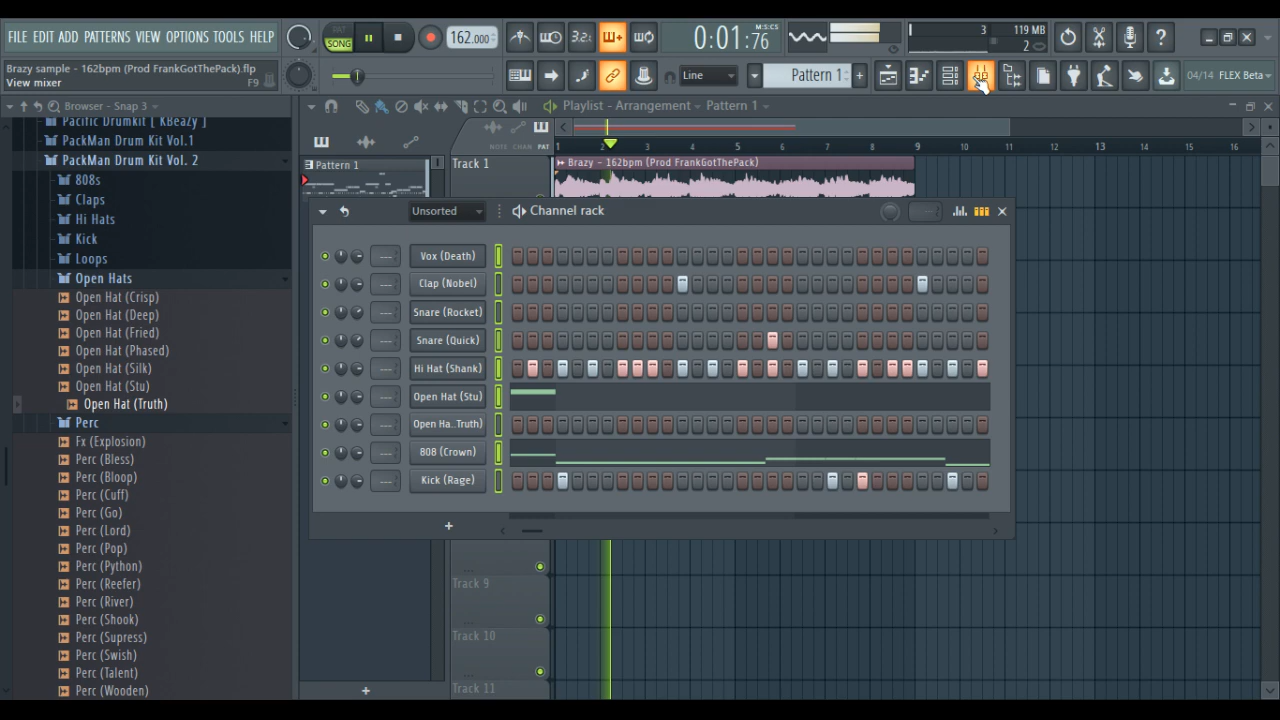 FILE EDIT ADD PATTERNS VIEW OPTIONS TOOLS HELP
PAT
SONG
162.000
3.2
0:01:76
M:S:CS
3
119 MB
2
Brazy sample - 162bpm (Prod FrankGotThePack).flp
View mixer
F9
Line
Pattern 1
04/14 FLEX Beta
Browser - Snap 3
Playlist - Arrangement
Pattern 1
Pacific Drumkit [ KBeaZy ]
PackMan Drum Kit Vol.1
PackMan Drum Kit Vol. 2
808s
Claps
Hi Hats
Kick
Loops
Open Hats
Open Hat (Crisp)
Open Hat (Deep)
Open Hat (Fried)
Open Hat (Phased)
Open Hat (Silk)
Open Hat (Stu)
Open Hat (Truth)
Perc
Fx (Explosion)
Perc (Bless)
Perc (Bloop)
Perc (Cuff)
Perc (Go)
Perc (Lord)
Perc (Pop)
Perc (Python)
Perc (Reefer)
Perc (River)
Perc (Shook)
Perc (Supress)
Perc (Swish)
Perc (Talent)
Perc (Wooden)
NOTE CHAN PAT
1 2 3 4 5 6 7 8 9 10 11 12 13 14 15 16
Pattern 1
Track 1
Brazy - 162bpm (Prod FrankGotThePack)
Unsorted
Channel rack
Vox (Death)
Clap (Nobel)
Snare (Rocket)
Snare (Quick)
Hi Hat (Shank)
Open Hat (Stu)
Open Ha..Truth)
808 (Crown)
Kick (Rage)
Track 9
Track 10
Track 11